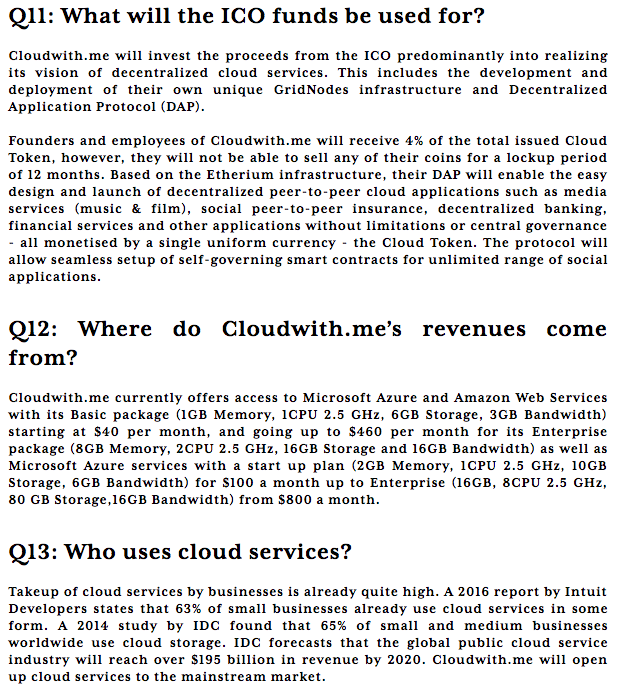 Q11: What will the ICO funds be used for?
Cloudwith.me will invest the proceeds from the ICO predominantly into realizing
its vision of decentralized cloud services. This includes the development and
deployment of their own unique GridNodes infrastructure and Decentralized
Application Protocol (DAP).
Founders and employees of Cloudwith.me will receive 4% of the total issued Cloud
Token, however, they will not be able to sell any of their coins for a lockup period
of 12 months. Based on the Etherium infrastructure, their DAP will enable the easy
design and launch of decentralized peer-to-peer cloud applications such as media
services (music & film), social peer-to-peer insurance, decentralized banking,
financial services and other applications without limitations or central governance
- all monetised by a single uniform currency - the Cloud Token. The protocol will
allow seamless setup of self-governing smart contracts for unlimited range of social
applications.
Q12: Where do Cloudwith.me's revenues come
from?
Cloudwith.me currently offers access to Microsoft Azure and Amazon Web Services
with its Basic package (1GB Memory, 1CPU 2.5 GHz, 6GB Storage, 3GB Bandwidth)
starting at $40 per month, and going up to $460 per month for its Enterprise
package (8GB Memory, 2CPU 2.5 GHz, 16GB Storage and 16GB Bandwidth) as well as
Microsoft Azure services with a start up plan (2GB Memory, 1CPU 2.5 GHz, 10GB
Storage, 6GB Bandwidth) for $100 a month up to Enterprise (16GB, 8CPU 2.5 GHz,
80 GB Storage,16GB Bandwidth) from $800 a month.
Q13: Who uses cloud services?
Takeup of cloud services by businesses is already quite high. A 2016 report by Intuit
Developers states that 63% of small businesses already use cloud services in some
form. A 2014 study by IDC found that 65% of small and medium businesses
worldwide use cloud storage. IDC forecasts that the global public cloud service
industry will reach over $195 billion in revenue by 2020. Cloudwith.me will open
up cloud services to the mainstream market.